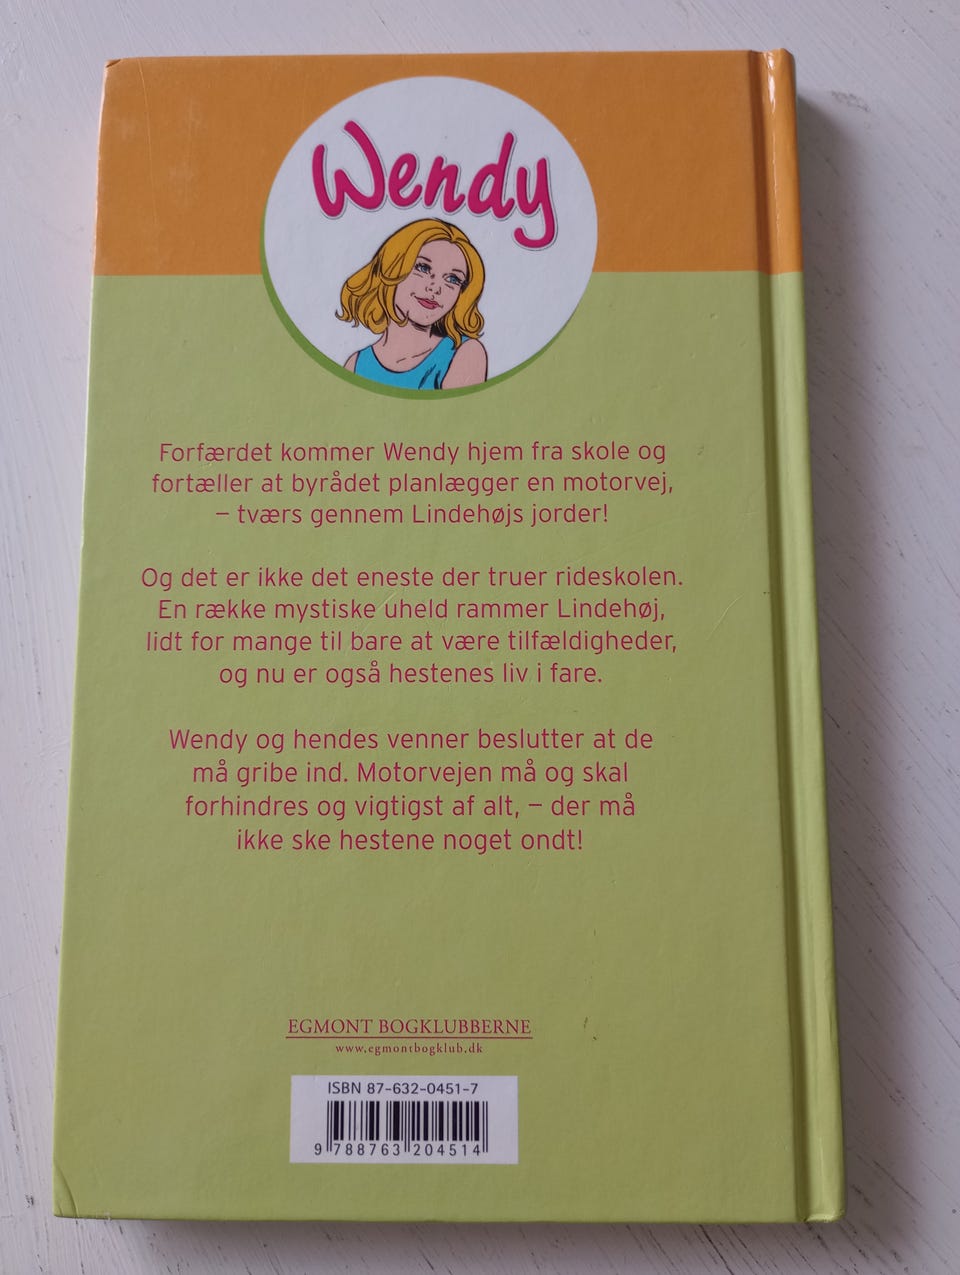 Wendy
Forfærdet kommer Wendy hjem fra skole og
fortæller at byrådet planlægger en motorvej,
– tværs gennem Lindehøjs jorder!
Og det er ikke det eneste der truer rideskolen.
En række mystiske uheld rammer Lindehøj,
lidt for mange til bare at være tilfældigheder,
og nu er også hestenes liv i fare.
Wendy og hendes venner beslutter at de
må gribe ind. Motorvejen må og skal
forhindres og vigtigst af alt, – der må
ikke ske hestene noget ondt!
EGMONT BOGKLUBBERNE
www.egmontbogklub.dk
ISBN 87-632-0451-7
9 788763 204514